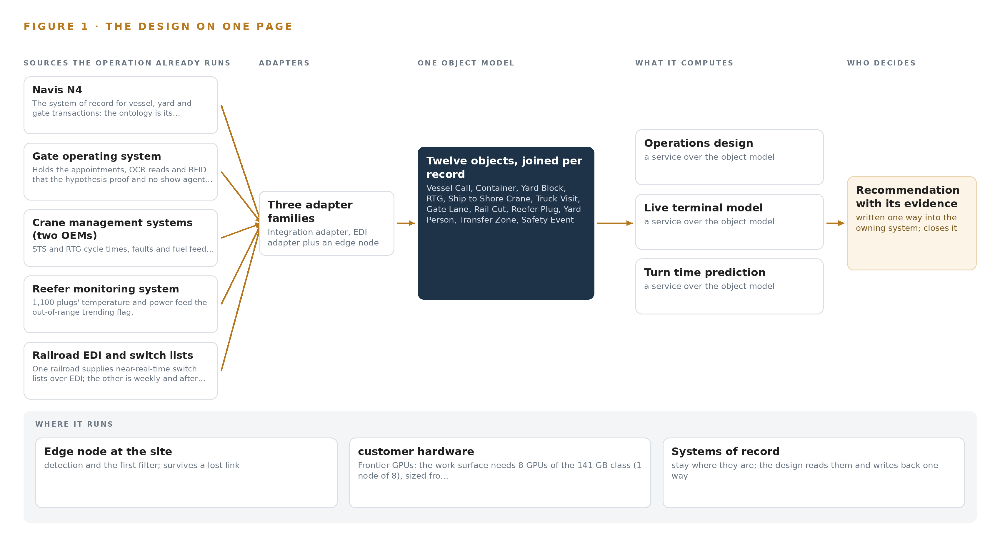 FIGURE 1 · THE DESIGN ON ONE PAGE
SOURCES THE OPERATION ALREADY RUNS
Navis N4
The system of record for vessel, yard and
gate transactions; the ontology is its…
Gate operating system
Holds the appointments, OCR reads and RFID
that the hypothesis proof and no-show agent…
Crane management systems
(two OEMs)
STS and RTG cycle times, faults and fuel feed…
Reefer monitoring system
1,100 plugs' temperature and power feed the
out-of-range trending flag.
Railroad EDI and switch lists
One railroad supplies near-real-time switch
lists over EDI; the other is weekly and after…
ADAPTERS
Three adapter
families
Integration adapter, EDI
adapter plus an edge node
ONE OBJECT MODEL
Twelve objects, joined per
record
Vessel Call, Container, Yard Block,
RTG, Ship to Shore Crane, Truck Visit,
Gate Lane, Rail Cut, Reefer Plug, Yard
Person, Transfer Zone, Safety Event
WHAT IT COMPUTES
Operations design
a service over the object model
Live terminal model
a service over the object model
Turn time prediction
a service over the object model
WHO DECIDES
Recommendation
with its evidence
written one way into the
owning system; closes it
WHERE IT RUNS
Edge node at the site
detection and the first filter; survives a lost link
customer hardware
Frontier GPUs: the work surface needs 8 GPUs of the 141 GB class (1
node of 8), sized fro…
Systems of record
stay where they are; the design reads them and writes back one
way